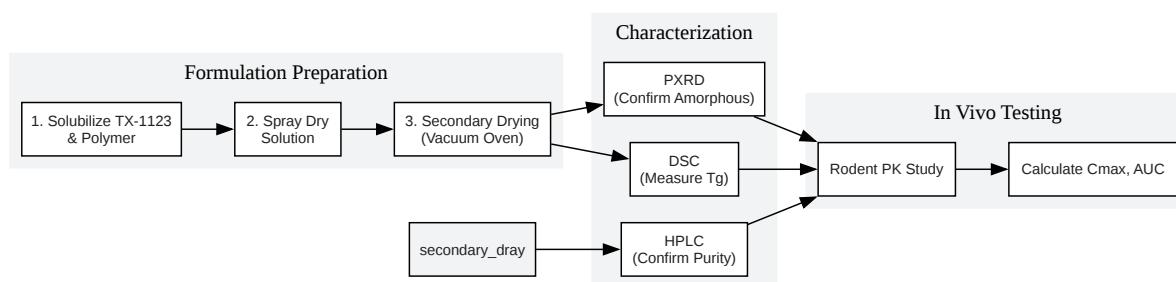 Formulation Preparation
1. Solubilize TX-1123
& Polymer
2. Spray Dry
Solution
3. Secondary Drying
(Vacuum Oven)
secondary_dray
Characterization
PXRD
(Confirm Amorphous)
DSC
(Measure Tg)
HPLC
(Confirm Purity)
In Vivo Testing
Rodent PK Study
Calculate Cmax, AUC